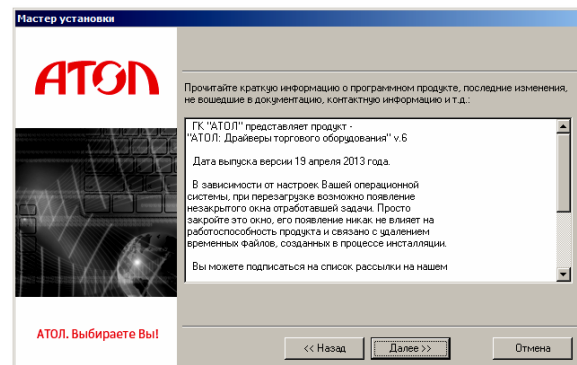 Мастер установки
АТОЛ
Прочитайте краткую информацию о программном продукте, последние изменения,
не вошедшие в документацию, контактную информацию и т.д.:
ГК "АТОЛ" представляет продукт -
"АТОЛ: Драйверы торгового оборудования" v.6
Дата выпуска версии 19 апреля 2013 года.
В зависимости от настроек Вашей операционной
системы, при перезагрузке возможно появление
незакрытого окна отработавшей задачи. Просто
закройте это окно, его появление никак не влияет на
работоспособность продукта и связано с удалением
временных файлов, созданных в процессе инсталляции.
Вы можете подписаться на список рассылки на нашем
АТОЛ. Выбираете Вы!
<< Назад
Далее >>
Отмена